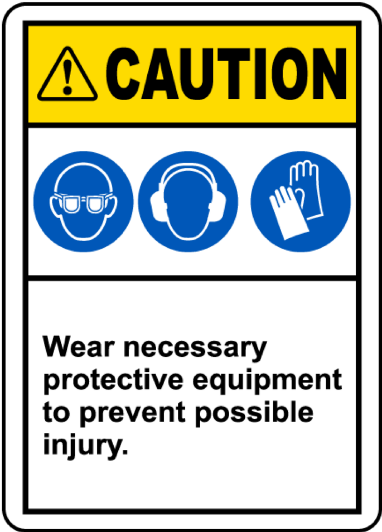 CAUTION
Wear necessary
protective equipment
to prevent possible
injury.